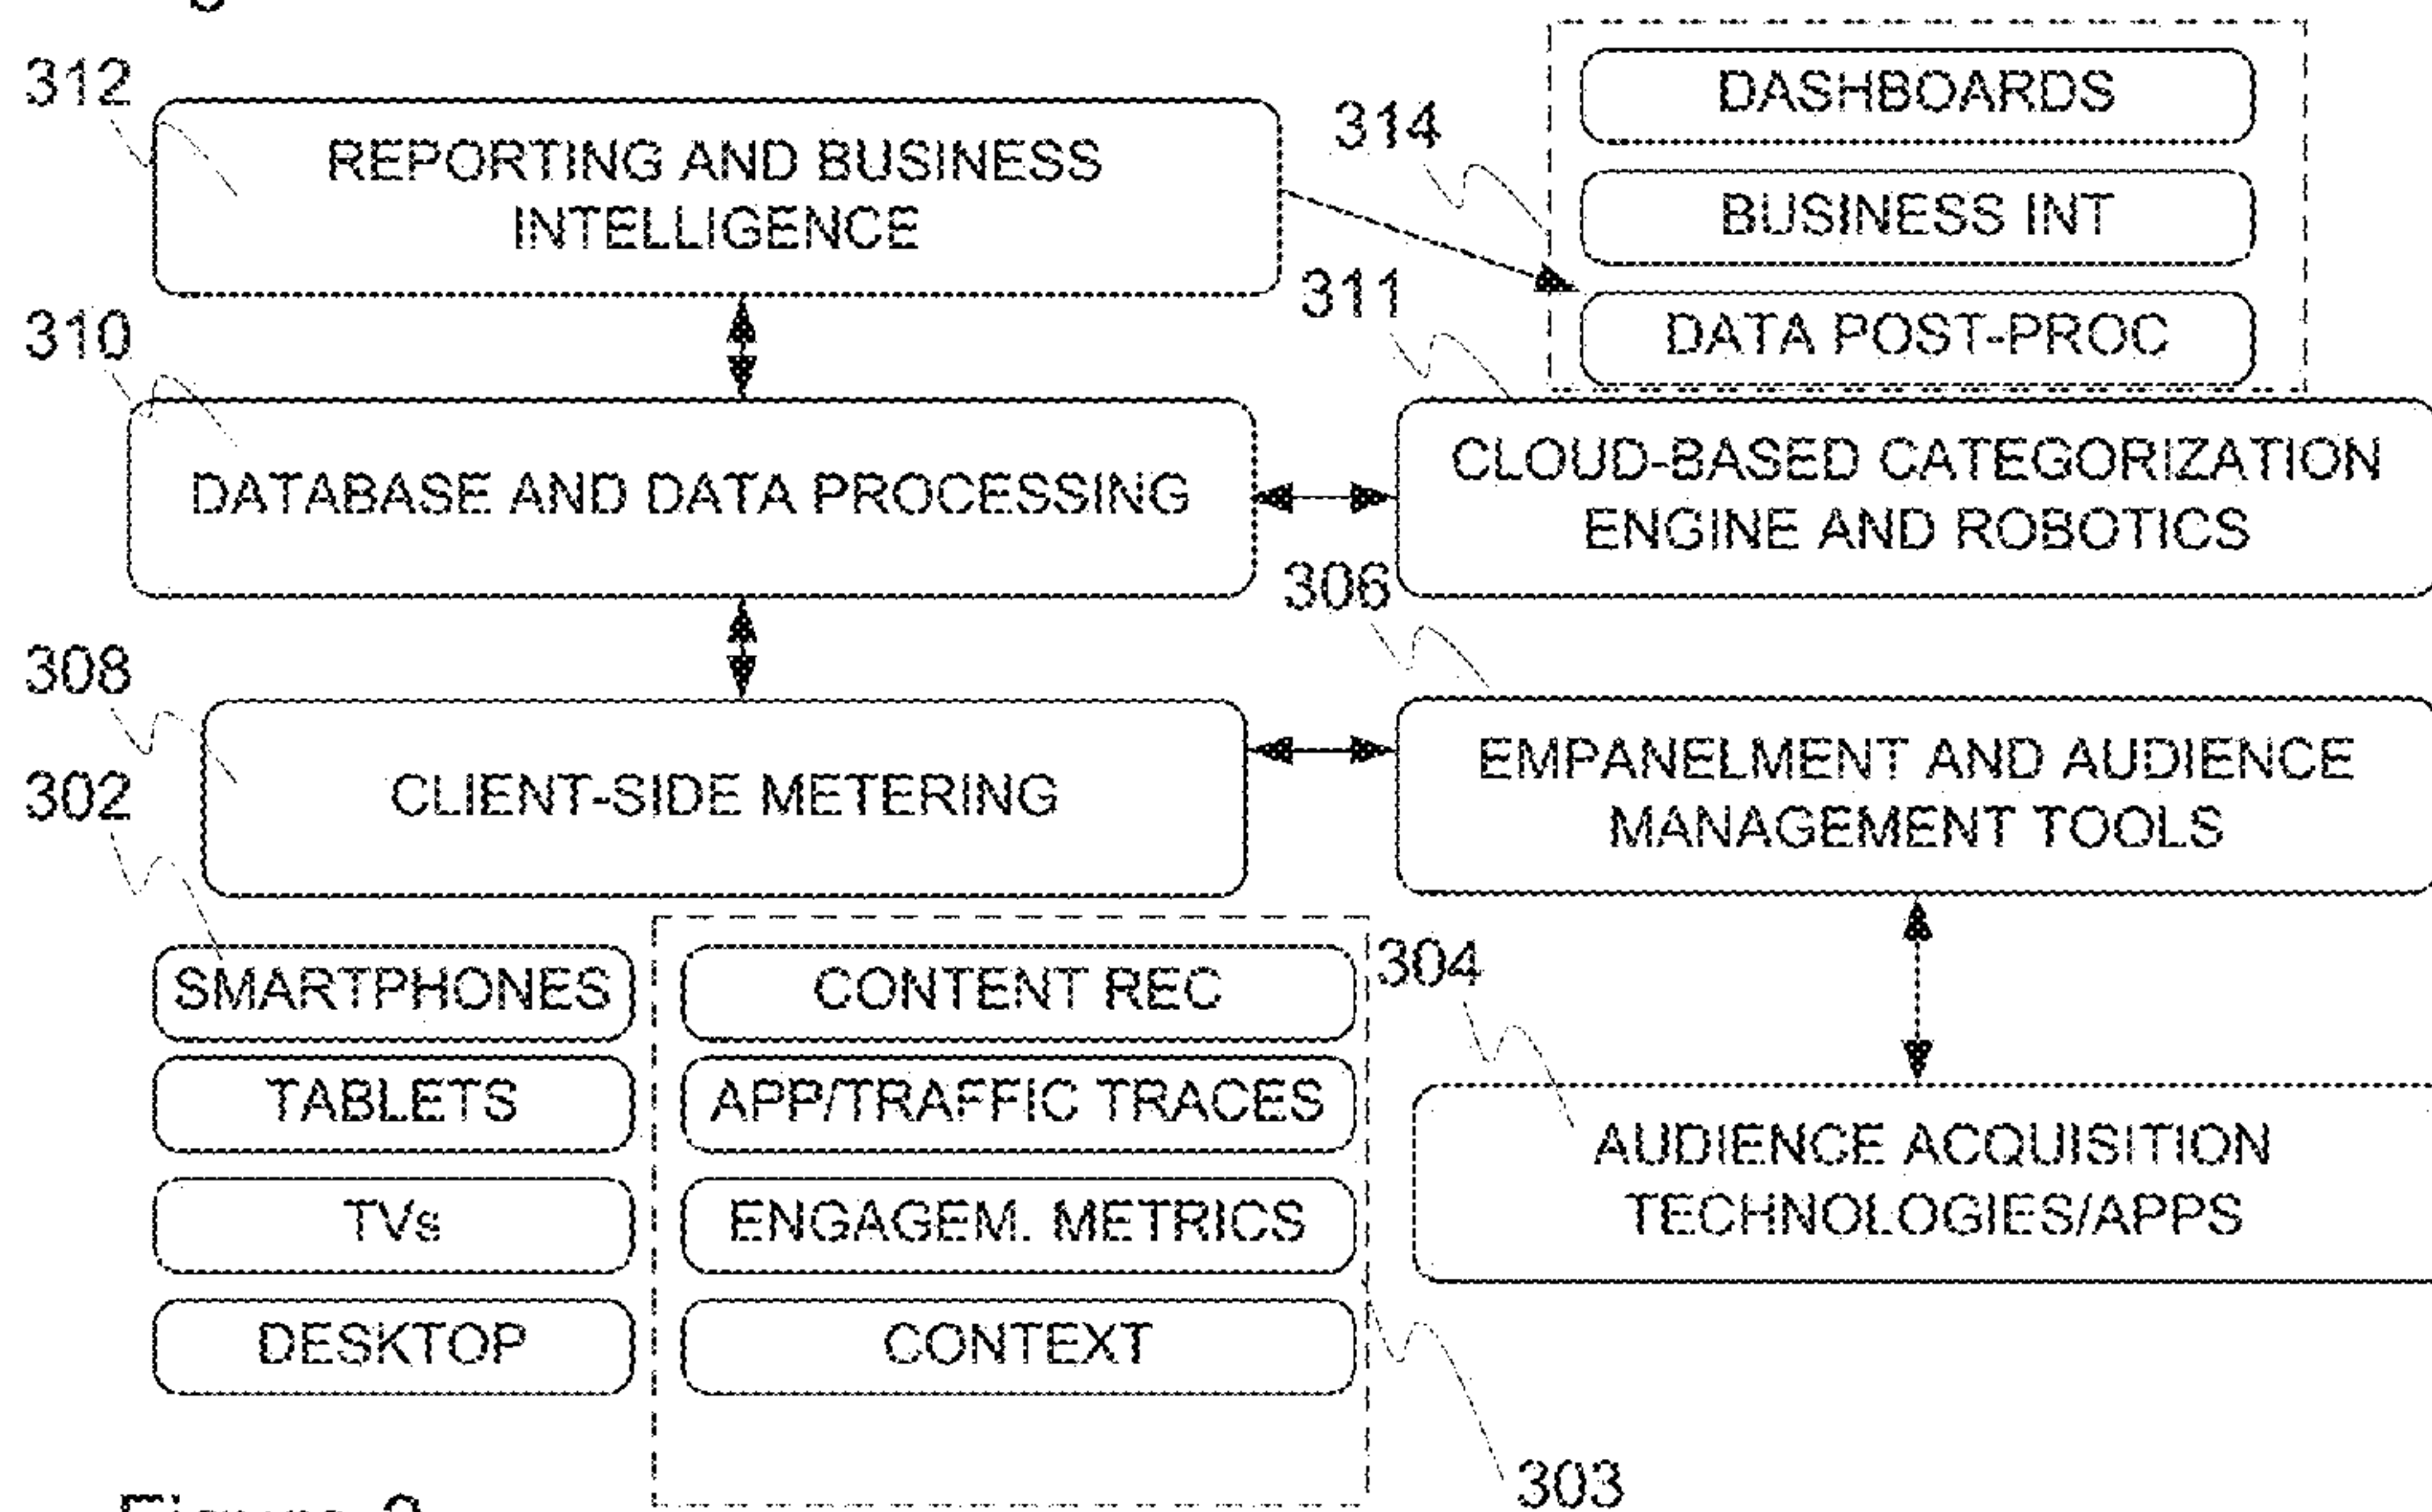 312
REPORTING AND BUSINESS
INTELLIGENCE
314
DASHBOARDS
BUSINESS INT
DATA POST-PROC
310
DATABASE AND DATA PROCESSING
311
CLOUD-BASED CATEGORIZATION
ENGINE AND ROBOTICS
308
CLIENT-SIDE METERING
306
EMPANELMENT AND AUDIENCE
MANAGEMENT TOOLS
302
SMARTPHONES
TABLETS
TVs
DESKTOP
CONTENT REC
APP/TRAFFIC TRACES
ENGAGEM. METRICS
CONTEXT
303
304
AUDIENCE ACQUISITION
TECHNOLOGIES/APPS